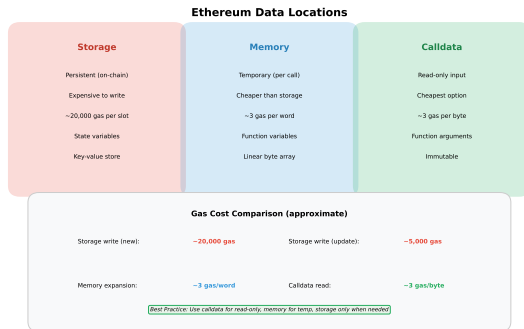 Ethereum Data Locations
Storage
Persistent (on-chain)
Expensive to write
~20,000 gas per slot
State variables
Key-value store
Memory
Temporary (per call)
Cheaper than storage
~3 gas per word
Function variables
Linear byte array
Calldata
Read-only input
Cheapest option
~3 gas per byte
Function arguments
Immutable
Gas Cost Comparison (approximate)
Storage write (new): ~20,000 gas
Storage write (update): ~5,000 gas
Memory expansion: ~3 gas/word
Calldata read: ~3 gas/byte
Best Practice: Use calldata for read-only, memory for temp, storage only when needed